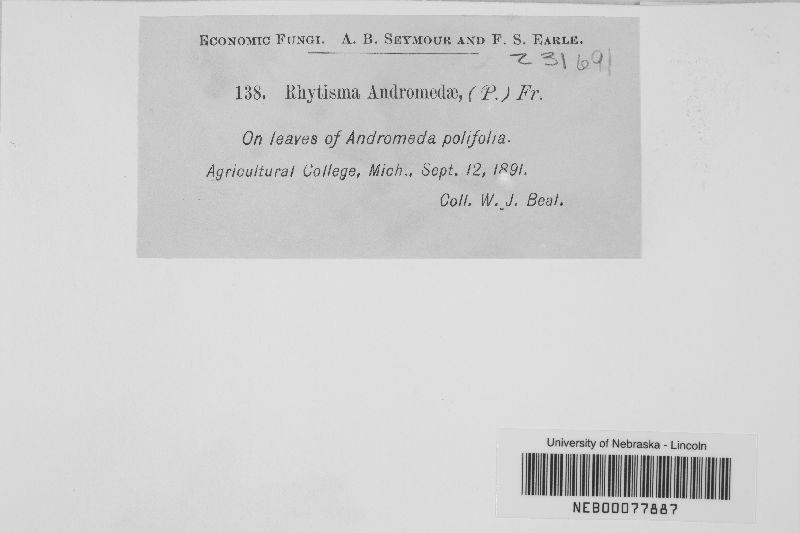 ECONOMIC FUNGI. A. B. SEYMOUR AND F. S. EARLE.
231691
138. Rhytisma Andromedæ, (P.) Fr.
On leaves of Andromeda polifolia.
Agricultural College, Mich., Sept. 12, 1891.
Coll. W. J. Beal.
University of Nebraska - Lincoln
NEB00077887